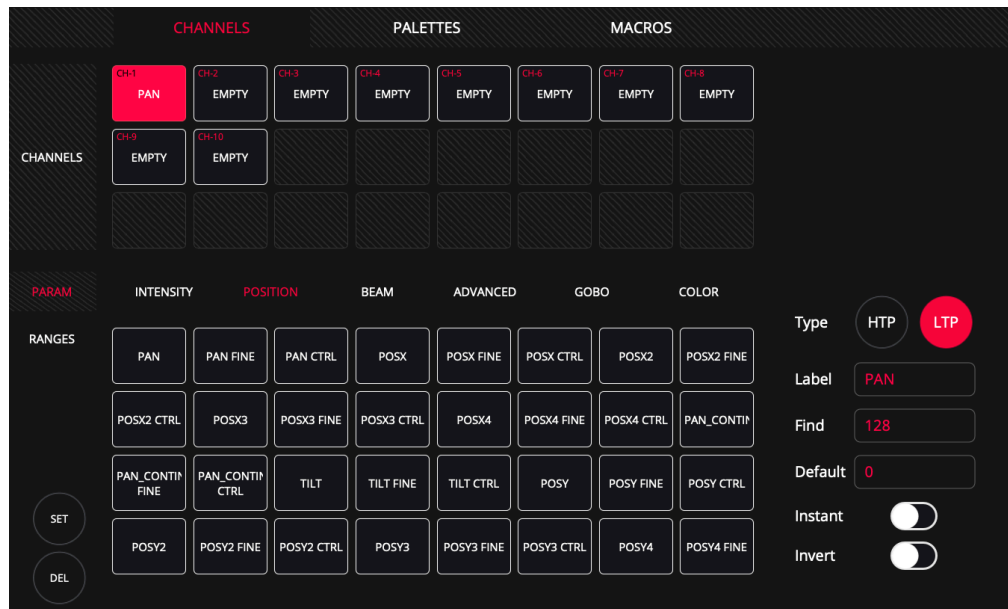 CHANNELS PALETTES MACROS
CH-1 CH-2 CH-3 CH-4 CH-5 CH-6 CH-7 CH-8
PAN EMPTY EMPTY EMPTY EMPTY EMPTY EMPTY EMPTY
CH-9 CH-10
CHANNELS EMPTY EMPTY
PARAM INTENSITY POSITION BEAM ADVANCED GOBO COLOR
RANGES
PAN PAN FINE PAN CTRL POSX POSX FINE POSX CTRL POSX2 POSX2 FINE
POSX2 CTRL POSX3 POSX3 FINE POSX3 CTRL POSX4 POSX4 FINE POSX4 CTRL PAN_CONTIN
PAN_CONTIN FINE PAN_CONTIN CTRL TILT TILT FINE TILT CTRL POSY POSY FINE POSY CTRL
POSY2 POSY2 FINE POSY2 CTRL POSY3 POSY3 FINE POSY3 CTRL POSY4 POSY4 FINE
SET
DEL
Type HTP LTP
Label PAN
Find 128
Default 0
Instant
Invert